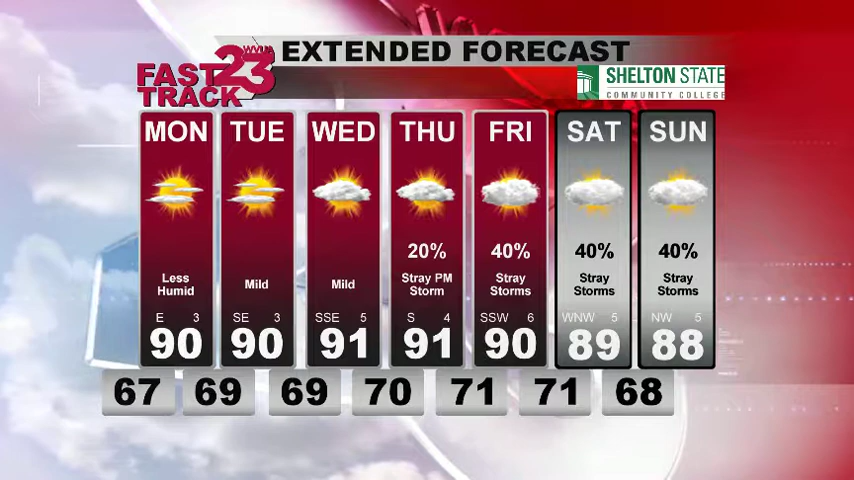 WVUA
23
FAST
TRACK
EXTENDED FORECAST
SHELTON STATE
COMMUNITY COLLEGE
MON TUE WED THU FRI SAT SUN
20% 40% 40% 40%
Less
Humid
Mild
Mild
Stray PM
Storm
Stray
Storms
Stray
Storms
Stray
Storms
E 3 SE 3 SSE 5 S 4 SSW 6 WNW 5 NW 5
90 90 91 91 90 89 88
67 69 69 70 71 71 68